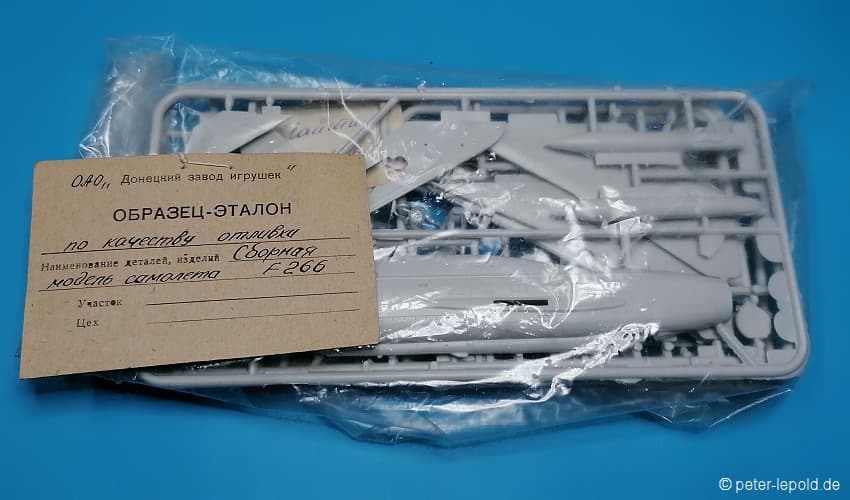 ОАО „ Донецкий завод игрушек "
ОБРАЗЕЦ-ЭТАЛОН
по качеству отливки
Наименование деталей, изделий Сборная
модель самолета F 266
Участок
Цех
© peter-lepold.de